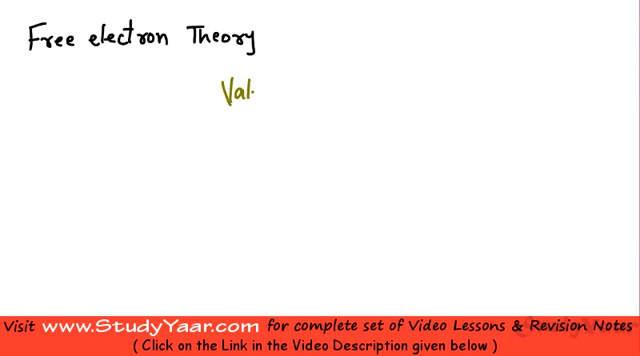 Free electron Theory
Val
Visit www.StudyYaar.com for complete set of Video Lessons & Revision Notes
( Click on the Link in the Video Description given below )